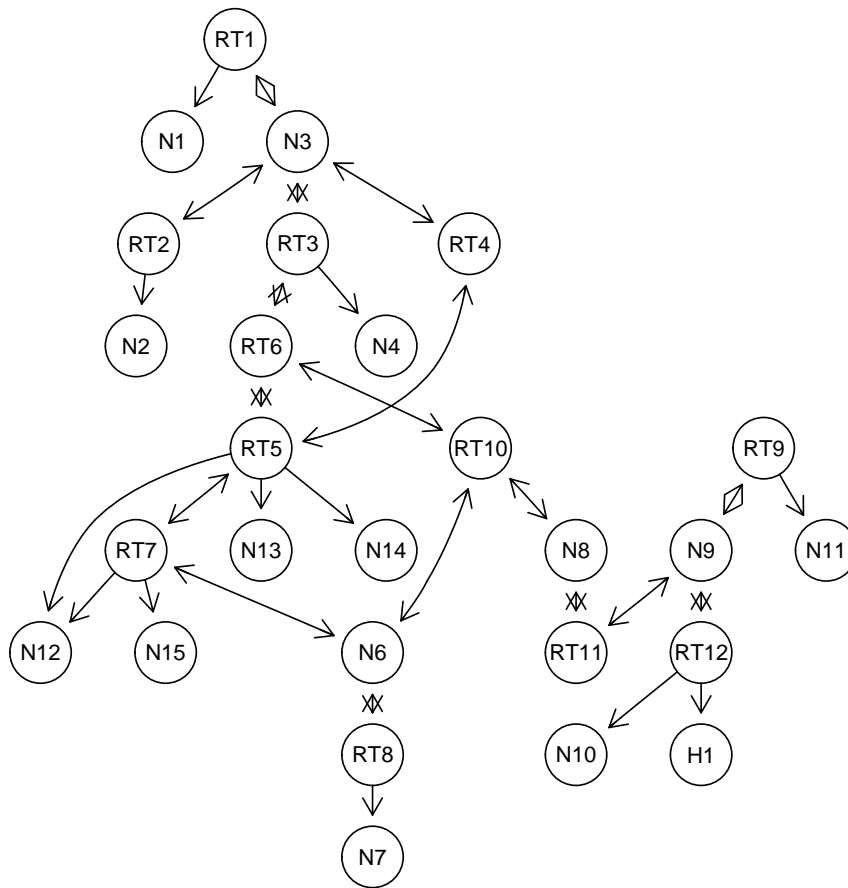 RT1
N1 N3
RT2 RT3 RT4
N2 RT6 N4
RT5 RT10 RT9
RT7 N13 N14 N8 N9 N11
N12 N15 N6 RT11 RT12
RT8 N10 H1
N7